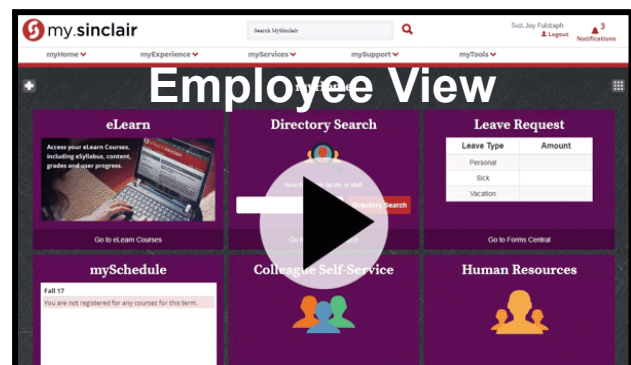 my.sinclair
Search MySinclair
Sup, Joy Fulstaph
Logout
3
Notifications
myHome
myExperience
myServices
mySupport
myTools
Employee View
eLearn
Access your eLearn Courses,
including eSyllabus, content,
grades and user progress.
Go to eLearn Courses
Directory Search
Directory Search
Leave Request
Leave Type Amount
Personal
Sick
Vacation
Go to Forms Central
mySchedule
Fall 17
You are not registered for any courses for this term.
Colleague Self-Service
Human Resources